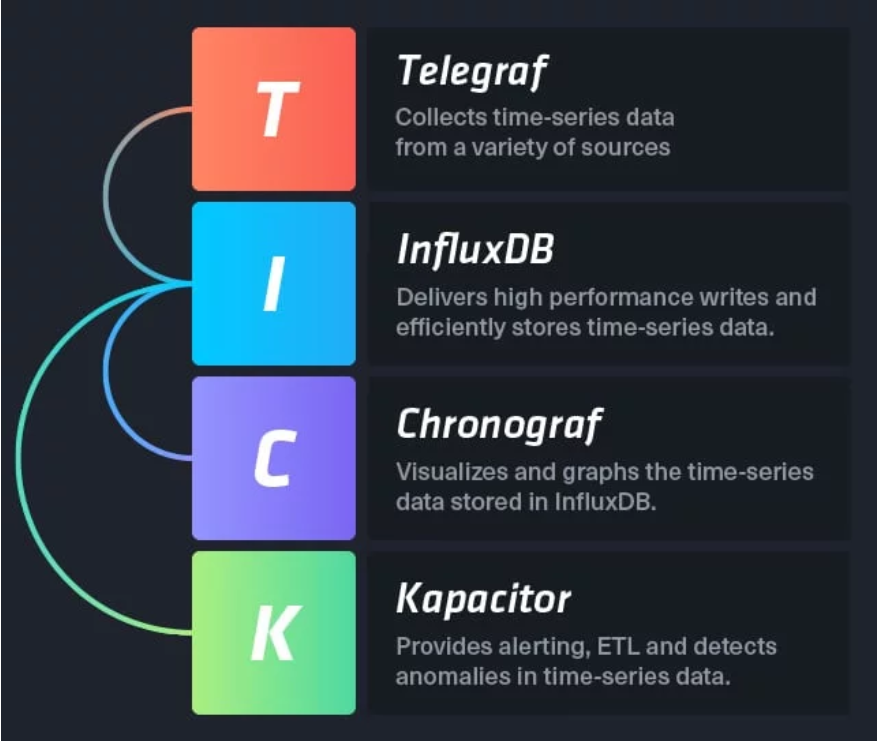 T
Telegraf
Collects time-series data
from a variety of sources
I
InfluxDB
Delivers high performance writes and
efficiently stores time-series data.
C
Chronograf
Visualizes and graphs the time-series
data stored in InfluxDB.
K
Kapacitor
Provides alerting, ETL and detects
anomalies in time-series data.